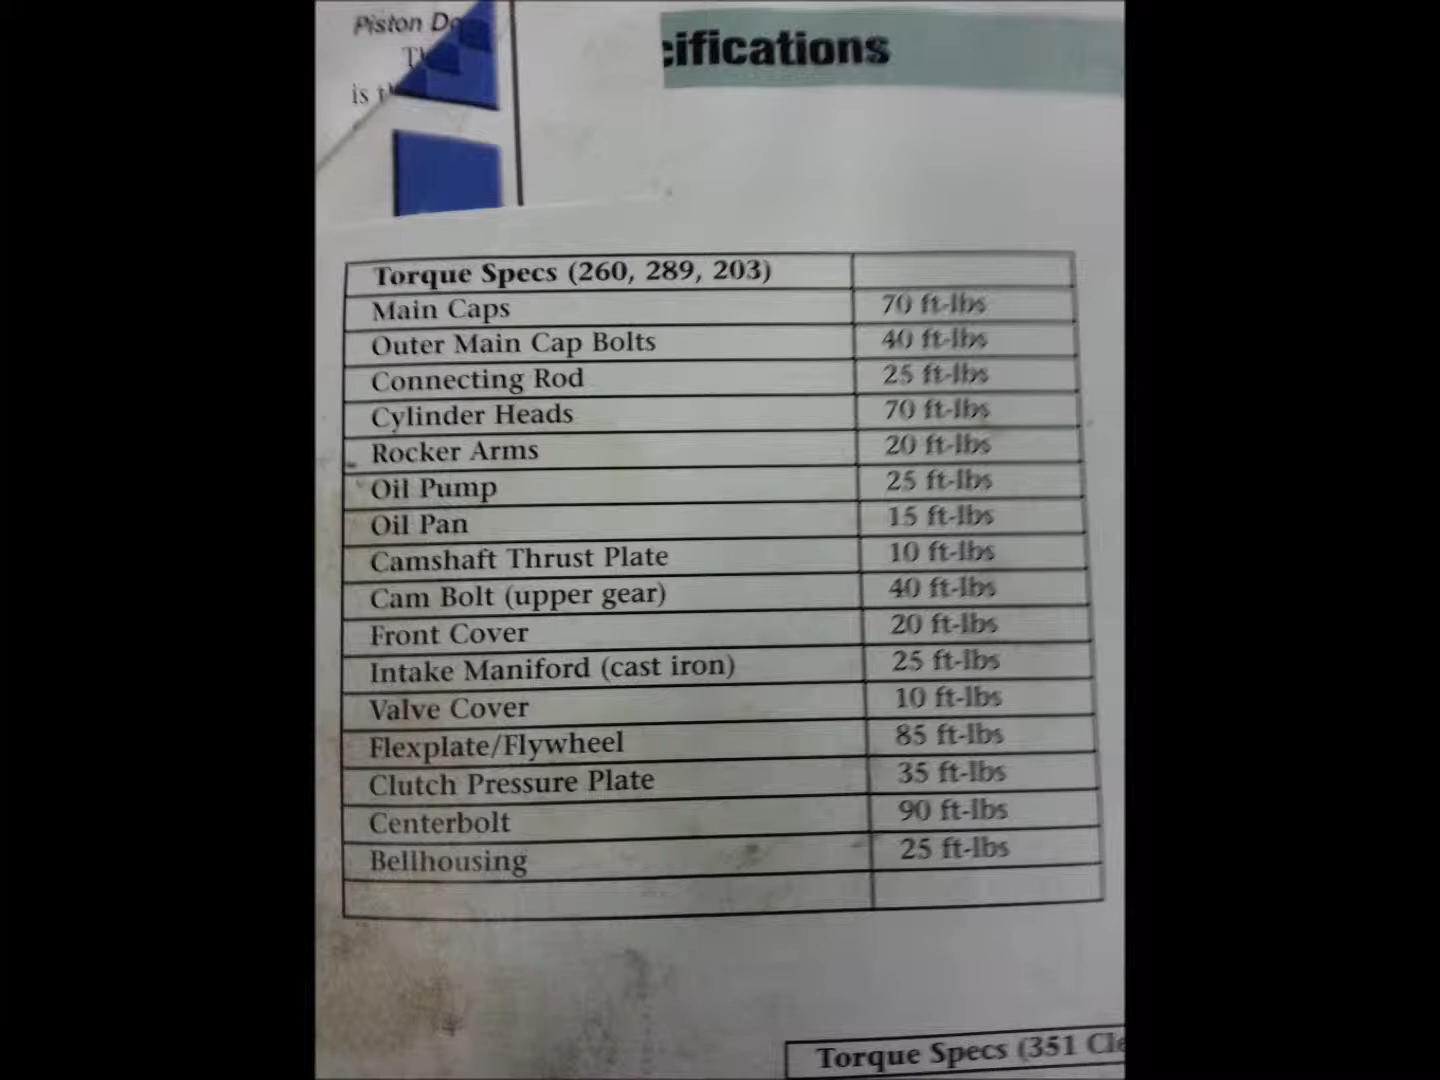 Piston
is
cifications
Torque Specs (260, 289, 203)
Main Caps 70 ft-lbs
Outer Main Cap Bolts 40 ft-lbs
Connecting Rod 25 ft-lbs
Cylinder Heads 70 ft-lbs
Rocker Arms 20 ft-lbs
Oil Pump 25 ft-lbs
Oil Pan 15 ft-lbs
Camshaft Thrust Plate 10 ft-lbs
Cam Bolt (upper gear) 40 ft-lbs
Front Cover 20 ft-lbs
Intake Maniford (cast iron) 25 ft-lbs
Valve Cover 10 ft-lbs
Flexplate/Flywheel 85 ft-lbs
Clutch Pressure Plate 35 ft-lbs
Centerbolt 90 ft-lbs
Bellhousing 25 ft-lbs
Torque Specs (351 Cle